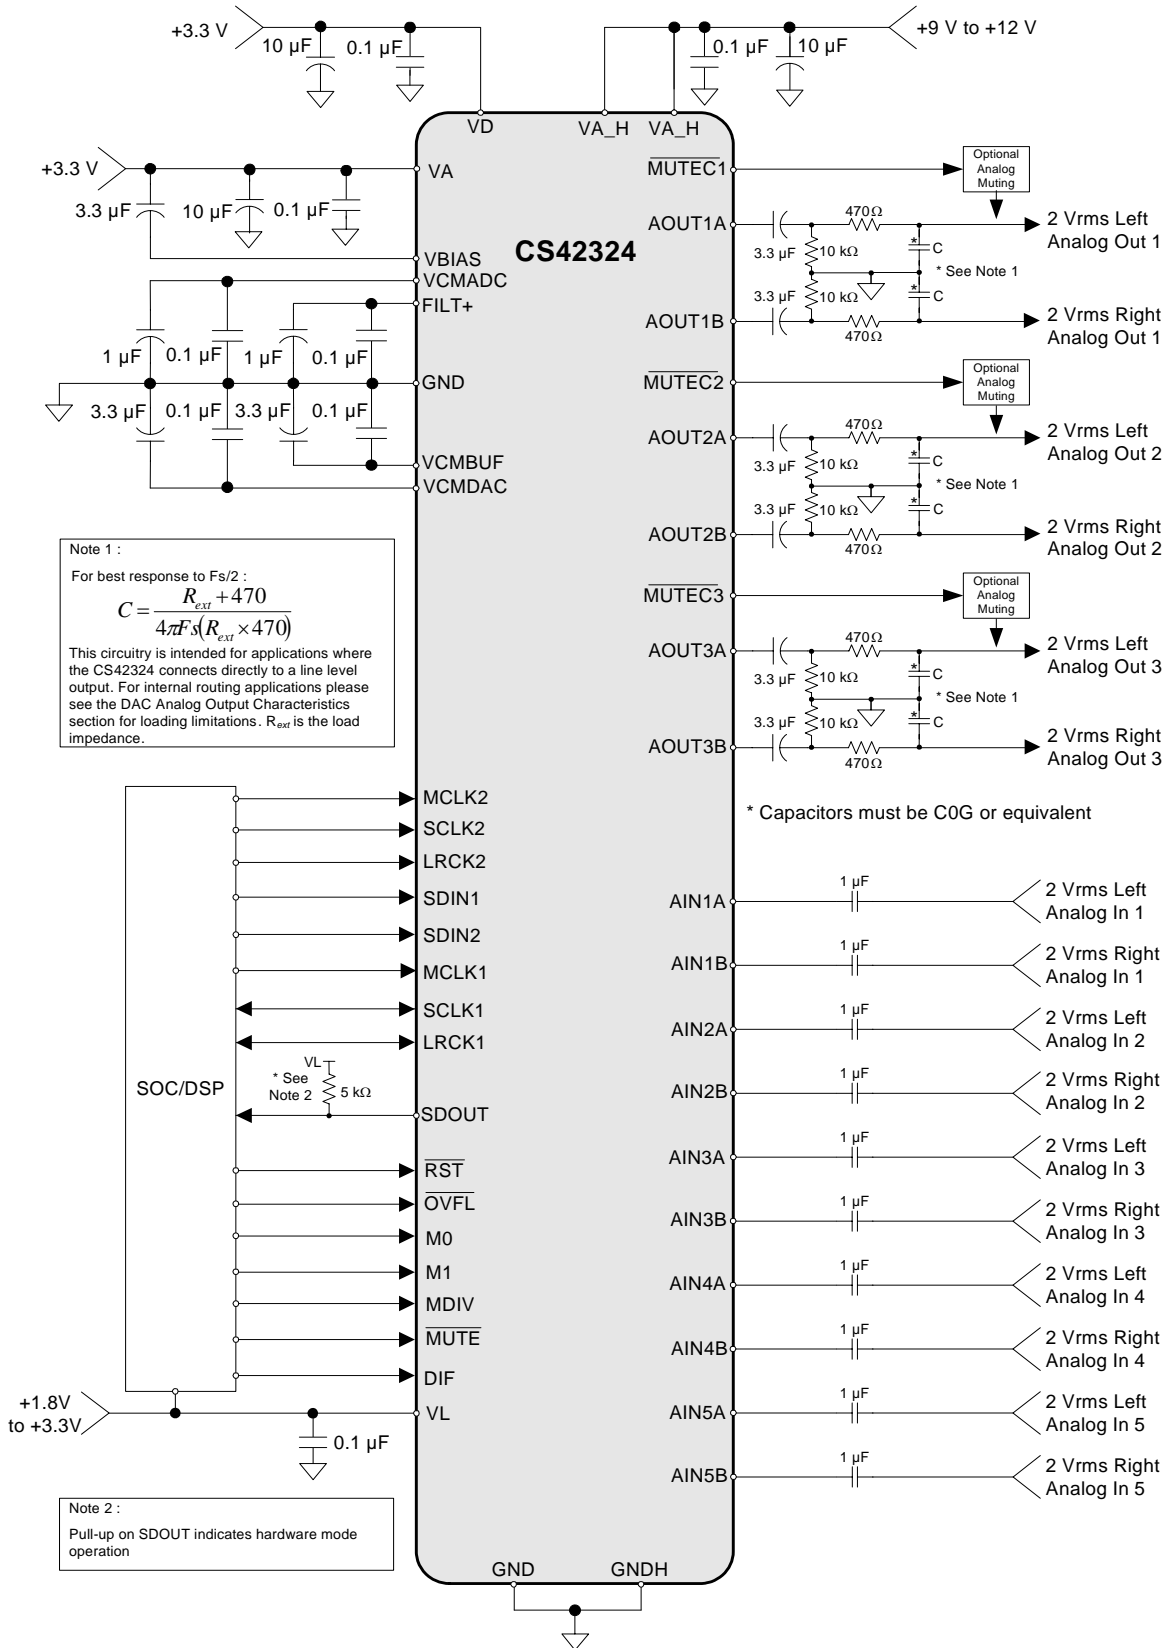 +3.3 V
10 µF
0.1 µF
0.1 µF
10 µF
+9 V to +12 V
VD
VA_H
VA_H
+3.3 V
VA
3.3 µF
10 µF
0.1 µF
VBIAS
VCMADC
FILT+
1 µF
0.1 µF
1 µF
0.1 µF
GND
3.3 µF
0.1 µF
3.3 µF
0.1 µF
VCMBUF
VCMDAC
CS42324
MUTEC1
Optional
Analog
Muting
AOUT1A
470Ω
3.3 µF
10 kΩ
C
*
2 Vrms Left
Analog Out 1
* See Note 1
3.3 µF
10 kΩ
C
*
AOUT1B
470Ω
2 Vrms Right
Analog Out 1
MUTEC2
Optional
Analog
Muting
AOUT2A
470Ω
3.3 µF
10 kΩ
C
*
2 Vrms Left
Analog Out 2
* See Note 1
3.3 µF
10 kΩ
C
*
AOUT2B
470Ω
2 Vrms Right
Analog Out 2
MUTEC3
Optional
Analog
Muting
AOUT3A
470Ω
3.3 µF
10 kΩ
C
*
2 Vrms Left
Analog Out 3
* See Note 1
3.3 µF
10 kΩ
C
*
AOUT3B
470Ω
2 Vrms Right
Analog Out 3
* Capacitors must be C0G or equivalent
Note 1 :
For best response to Fs/2 :
C = (R_ext + 470) / (4πFs(R_ext × 470))
This circuitry is intended for applications where
the CS42324 connects directly to a line level
output. For internal routing applications please
see the DAC Analog Output Characteristics
section for loading limitations. Rext is the load
impedance.
SOC/DSP
MCLK2
SCLK2
LRCK2
SDIN1
SDIN2
MCLK1
SCLK1
LRCK1
VL
* See
Note 2
5 kΩ
SDOUT
RST
OVFL
M0
M1
MDIV
MUTE
DIF
+1.8V
to +3.3V
VL
0.1 µF
AIN1A
1 µF
2 Vrms Left
Analog In 1
AIN1B
1 µF
2 Vrms Right
Analog In 1
AIN2A
1 µF
2 Vrms Left
Analog In 2
AIN2B
1 µF
2 Vrms Right
Analog In 2
AIN3A
1 µF
2 Vrms Left
Analog In 3
AIN3B
1 µF
2 Vrms Right
Analog In 3
AIN4A
1 µF
2 Vrms Left
Analog In 4
AIN4B
1 µF
2 Vrms Right
Analog In 4
AIN5A
1 µF
2 Vrms Left
Analog In 5
AIN5B
1 µF
2 Vrms Right
Analog In 5
Note 2 :
Pull-up on SDOUT indicates hardware mode
operation
GND
GNDH